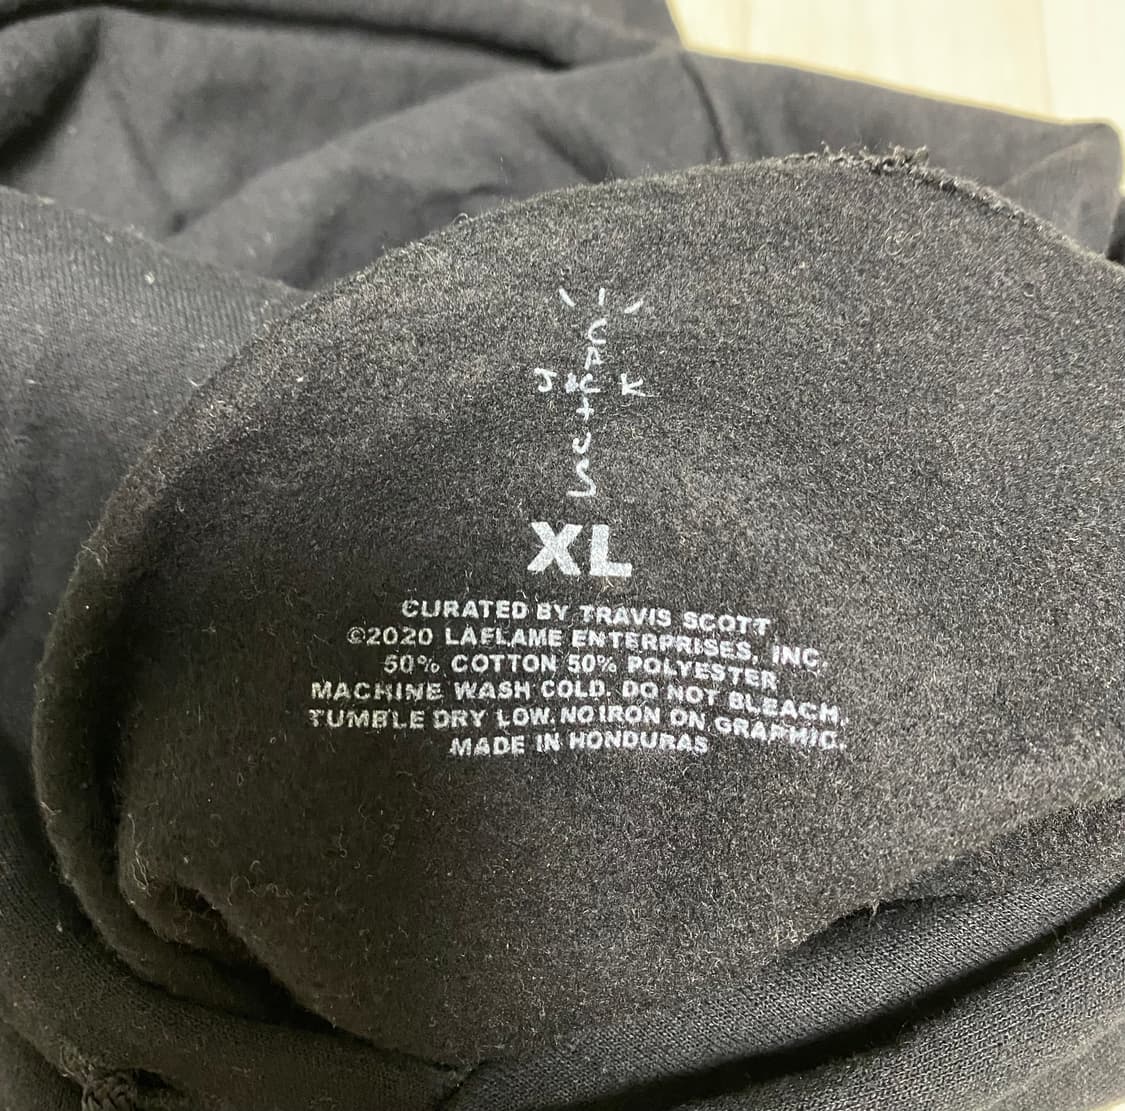 CACTUS
JACK
XL
CURATED BY TRAVIS SCOTT
©2020 LAFLAME ENTERPRISES, INC.
50% COTTON 50% POLYESTER
MACHINE WASH COLD. DO NOT BLEACH.
TUMBLE DRY LOW. NO IRON ON GRAPHIC.
MADE IN HONDURAS